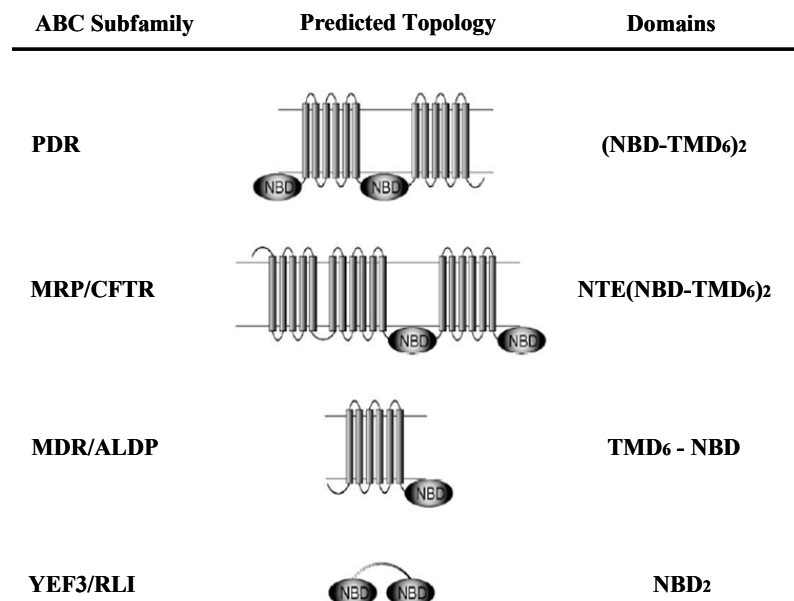 ABC Subfamily Predicted Topology Domains
PDR NBD NBD (NBD-TMD6)2
MRP/CFTR NBD NBD NTE(NBD-TMD6)2
MDR/ALDP NBD TMD6 - NBD
YEF3/RLI NBD NBD NBD2